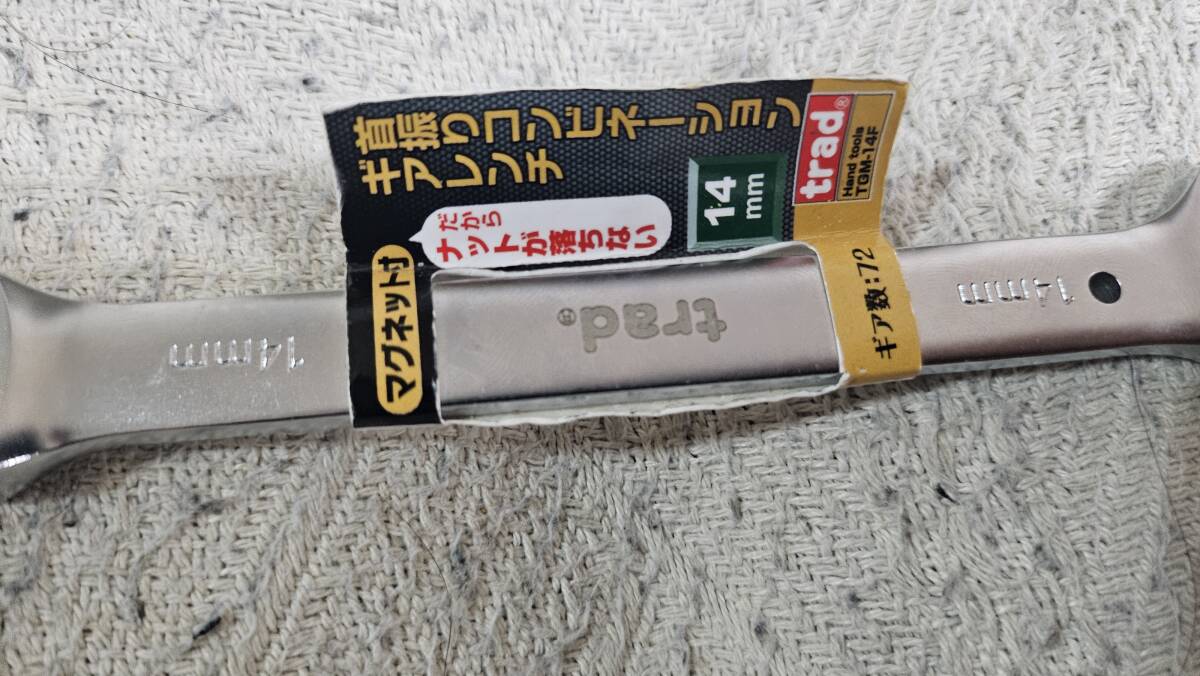 首振りコンビネーション
ギアレンチ
だから
ナットが落ちない
14
mm
trad®
Hand tools
TGM-14F
マグネット付
ギア数:72
14mm
trad®
14mm